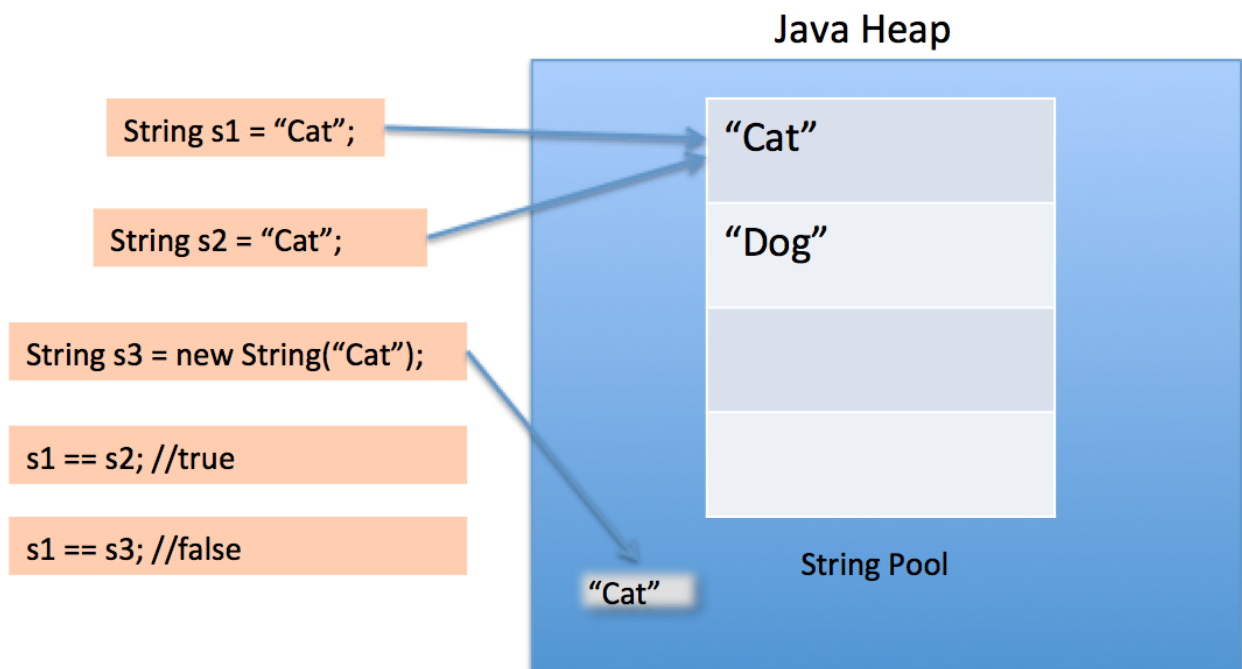 Java Heap
String s1 = “Cat”;
String s2 = “Cat”;
String s3 = new String(“Cat”);
s1 == s2; //true
s1 == s3; //false
“Cat”
“Dog”
String Pool
“Cat”